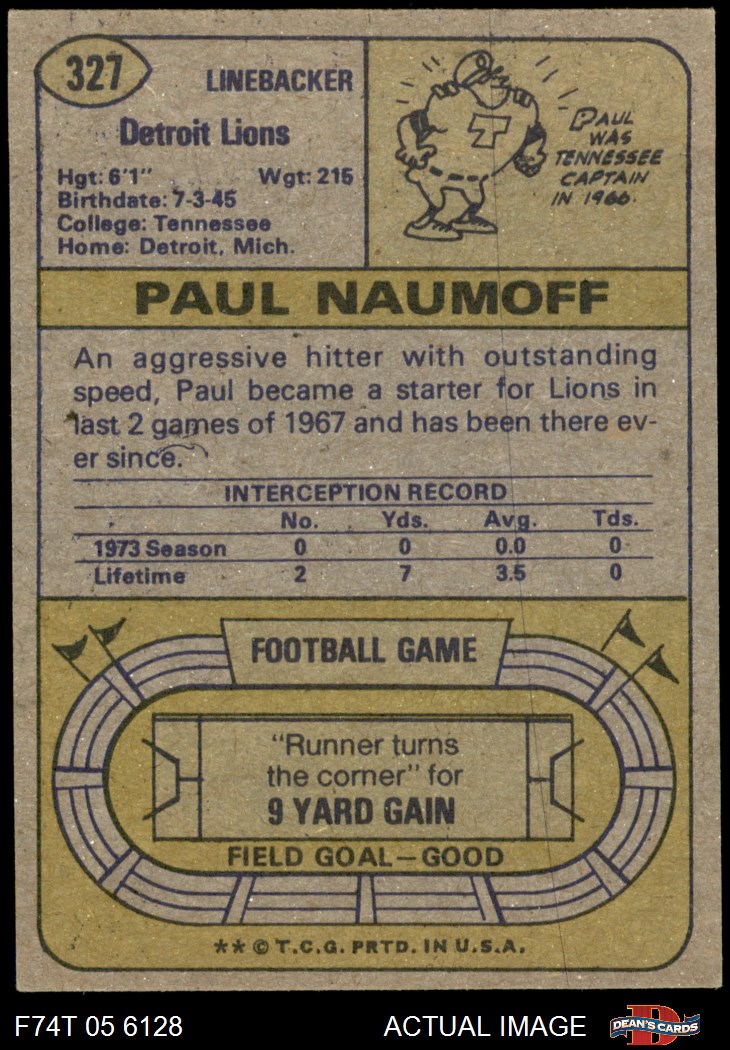 327
LINEBACKER
Detroit Lions
Hgt: 6'1" Wgt: 215
Birthdate: 7-3-45
College: Tennessee
Home: Detroit, Mich.
T
PAUL
WAS
TENNESSEE
CAPTAIN
IN 1966.
PAUL NAUMOFF
An aggressive hitter with outstanding
speed, Paul became a starter for Lions in
last 2 games of 1967 and has been there ev-
er since.
INTERCEPTION RECORD
No. Yds. Avg. Tds.
1973 Season 0 0 0.0 0
Lifetime 2 7 3.5 0
FOOTBALL GAME
"Runner turns
the corner" for
9 YARD GAIN
FIELD GOAL—GOOD
** © T.C.G. PRTD. IN U.S.A.
F74T 05 6128 ACTUAL IMAGE
D
DEAN'S CARDS